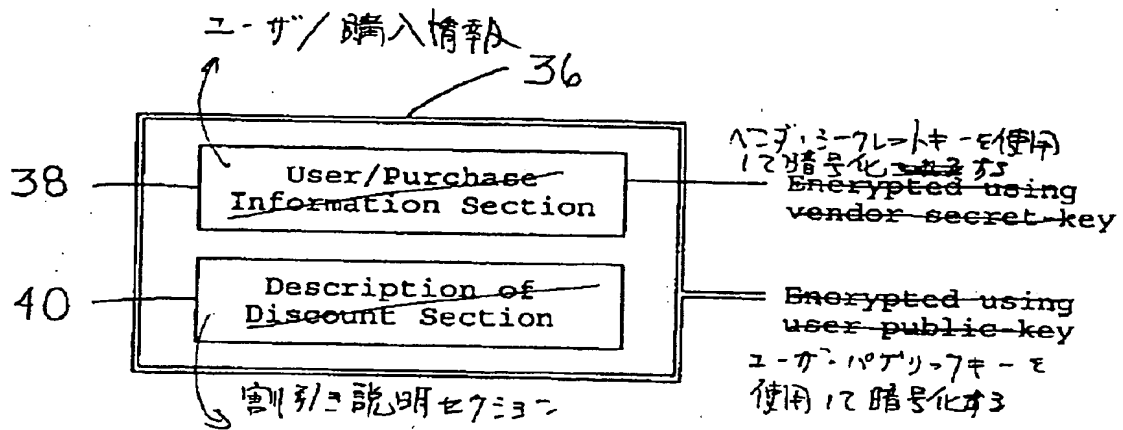 ユーザ/購入情報
36
ベンダ・シークレットキーを使用
して暗号化する
38
User/Purchase
Information Section
Encrypted using
vendor secret-key
40
Description of
Discount Section
Encrypted using
user public-key
ユーザ・パブリックキーを
使用して暗号化する
割引き説明セクション